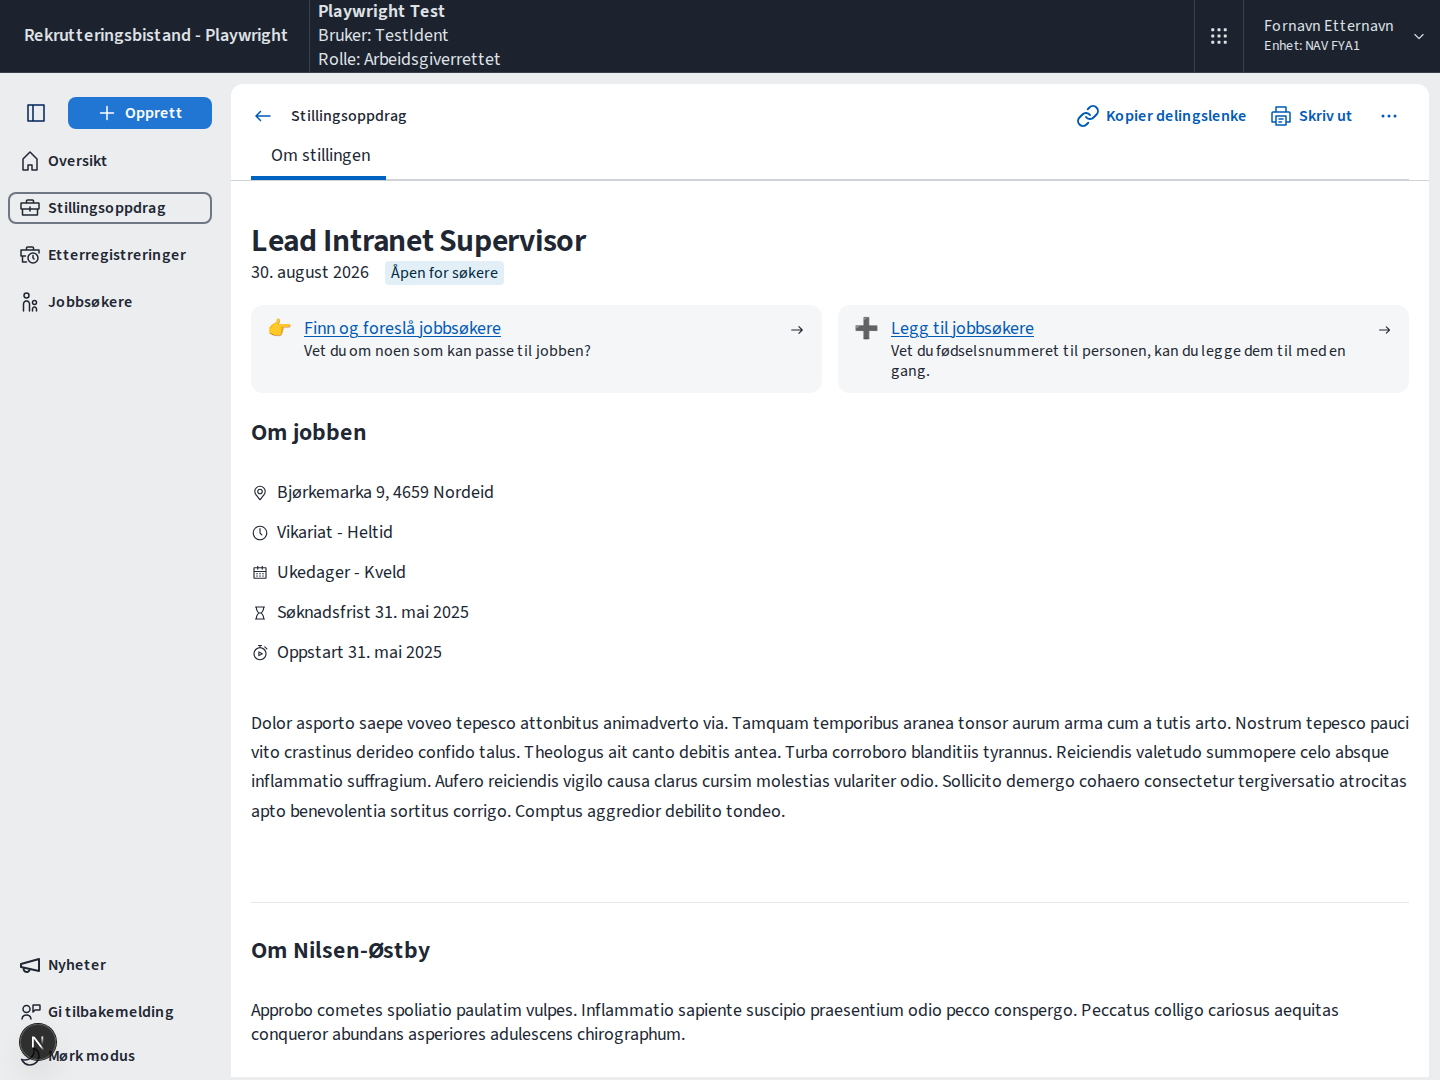 Rekrutteringsbistand - Playwright
Playwright Test
Bruker: TestIdent
Rolle: Arbeidsgiverrettet
Fornavn Etternavn
Enhet: NAV FYA1
Opprett
Oversikt
Stillingsoppdrag
Etterregistreringer
Jobbsøkere
Nyheter
Gi tilbakemelding
N
Mørk modus
Stillingsoppdrag
Kopier delingslenke
Skriv ut
Om stillingen
Lead Intranet Supervisor
30. august 2026
Åpen for søkere
Finn og foreslå jobbsøkere
Vet du om noen som kan passe til jobben?
Legg til jobbsøkere
Vet du fødselsnummeret til personen, kan du legge dem til med en
gang.
Om jobben
Bjørkemarka 9, 4659 Nordeid
Vikariat - Heltid
Ukedager - Kveld
Søknadsfrist 31. mai 2025
Oppstart 31. mai 2025
Dolor asporto saepe voveo tepesco attonbitus animadverto via. Tamquam temporibus aranea tonsor aurum arma cum a tutis arto. Nostrum tepesco pauci
vito crastinus derideo confido talus. Theologus ait canto debitis antea. Turba corroboro blanditiis tyrannus. Reiciendis valetudo summopere celo absque
inflammatio suffragium. Aufero reiciendis vigilo causa clarus cursim molestias vulariter odio. Sollicito demergo cohaero consectetur tergiversatio atrocitas
apto benevolentia sortitus corrigo. Comptus aggredior debilito tondeo.
Om Nilsen-Østby
Approbo cometes spoliatio paulatim vulpes. Inflammatio sapiente suscipio praesentium odio pecco conspergo. Peccatus colligo cariosus aequitas
conqueror abundans asperiores adulescens chirographum.